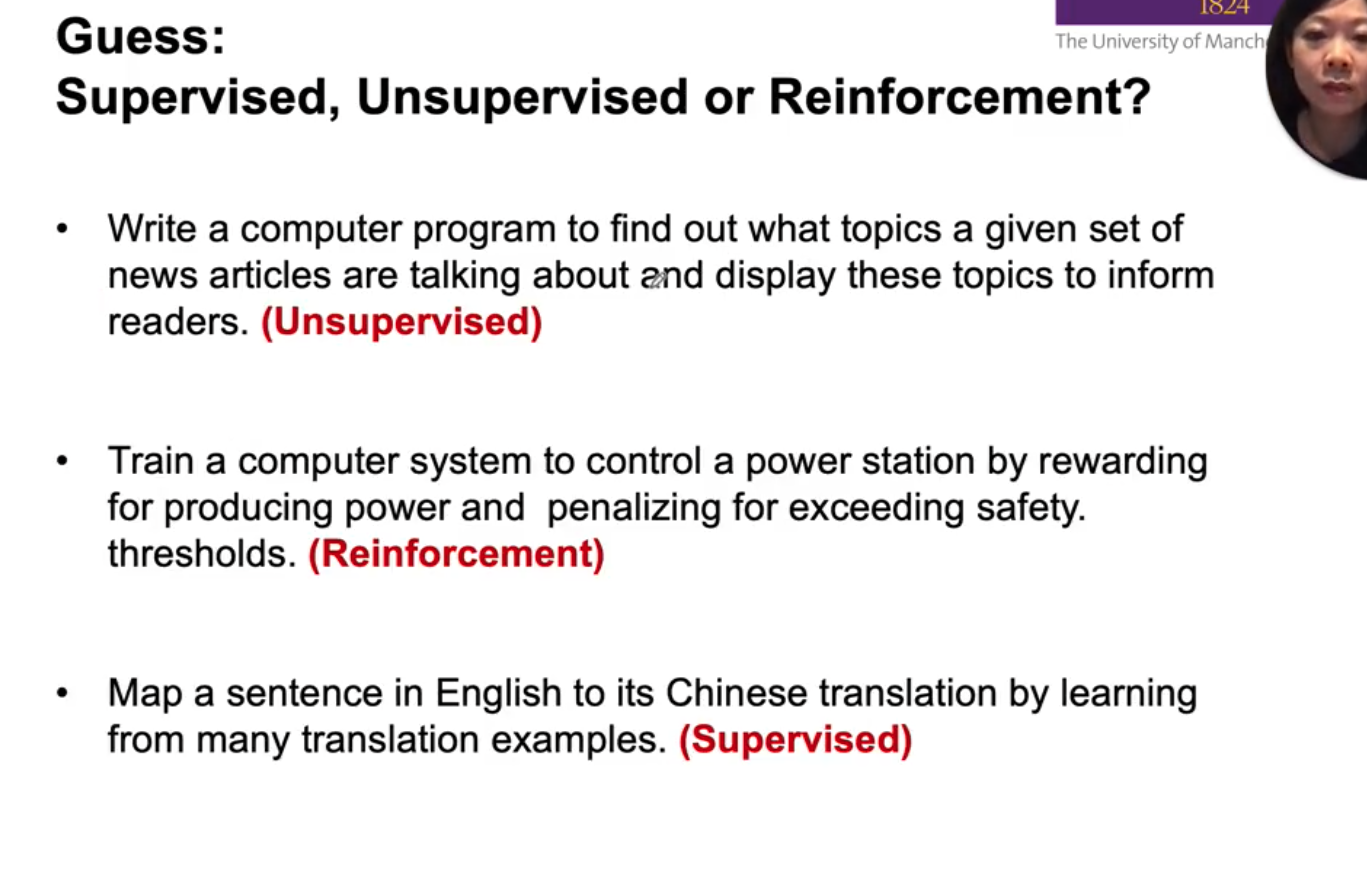 1824
The University of Manch
Guess:
Supervised, Unsupervised or Reinforcement?
• Write a computer program to find out what topics a given set of
news articles are talking about and display these topics to inform
readers. (Unsupervised)
• Train a computer system to control a power station by rewarding
for producing power and  penalizing for exceeding safety.
thresholds. (Reinforcement)
• Map a sentence in English to its Chinese translation by learning
from many translation examples. (Supervised)